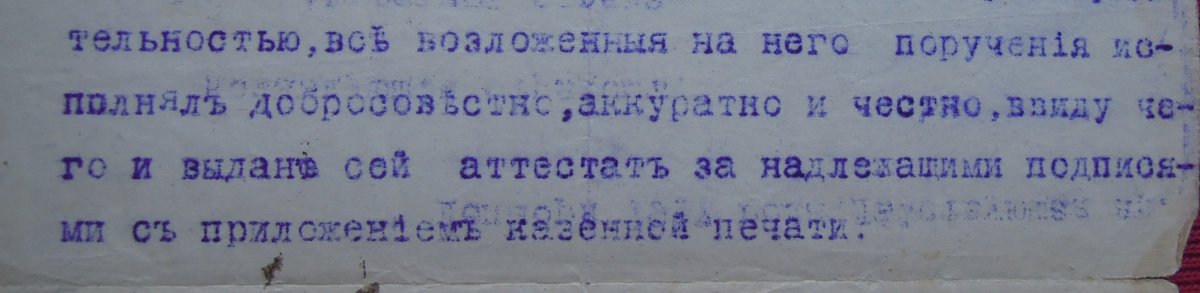 тельностью,всѣ возложенныя на него порученія ис-
полнялъ добросовѣстно,аккуратно и честно,ввиду че-
го и выданъ сей аттестатъ за надлежащими подпися-
ми съ приложеніемъ казенной печати.